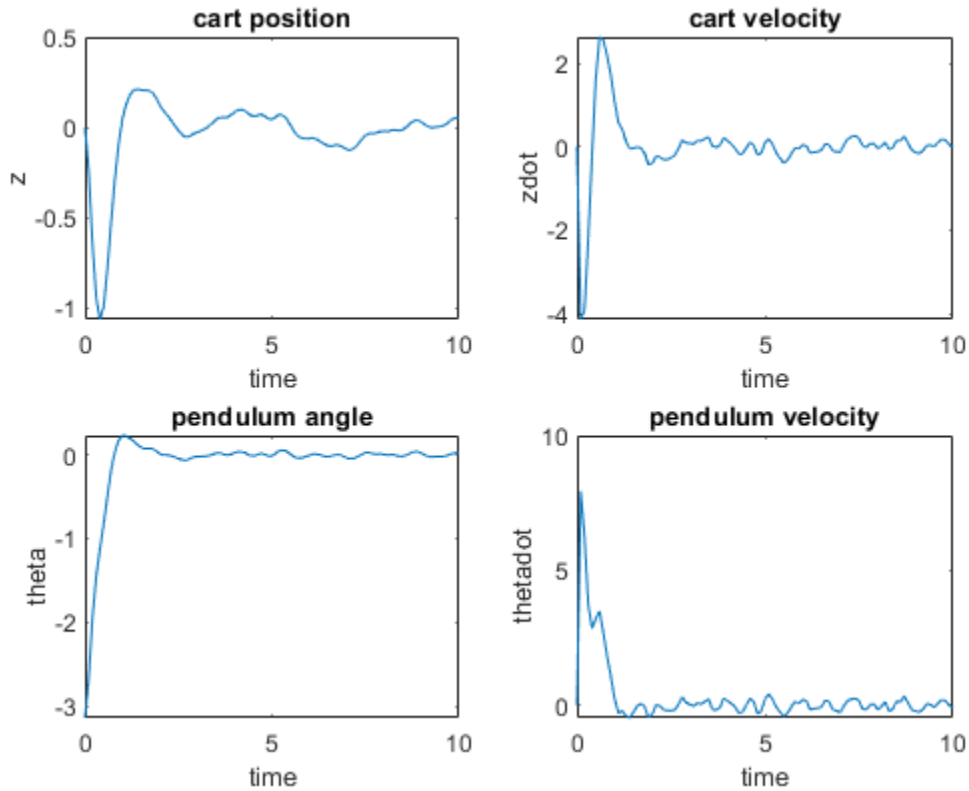 cart position
0.5
0
-0.5
-1
z
0
5
10
time
cart velocity
2
0
-2
-4
zdot
0
5
10
time
pendulum angle
0
-1
-2
-3
theta
0
5
10
time
pendulum velocity
10
5
0
thetadot
0
5
10
time